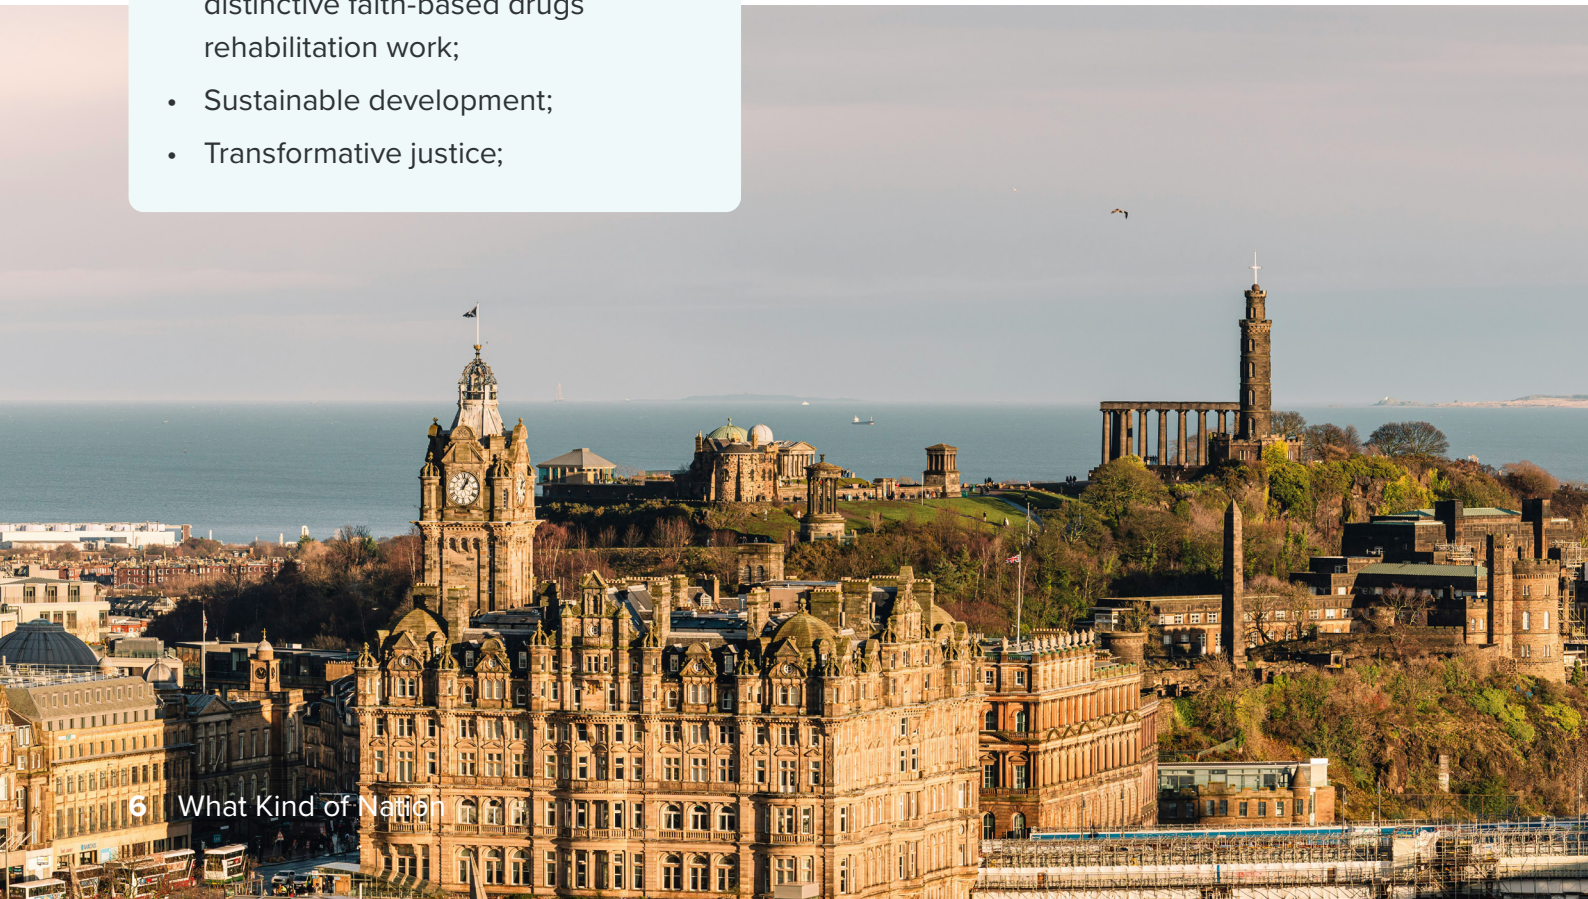 distinctive faith-based drugs
rehabilitation work;
• Sustainable development;
• Transformative justice;
6 What Kind of Nation